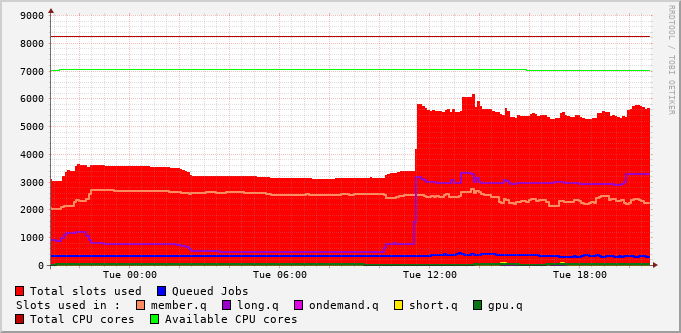 9000
8000
7000
6000
5000
4000
3000
2000
1000
0
Tue 00:00 Tue 06:00 Tue 12:00 Tue 18:00
RRDTOOL / TOBI OETIKER
Total slots used Queued Jobs
Slots used in : member.q long.q ondemand.q short.q gpu.q
Total CPU cores Available CPU cores